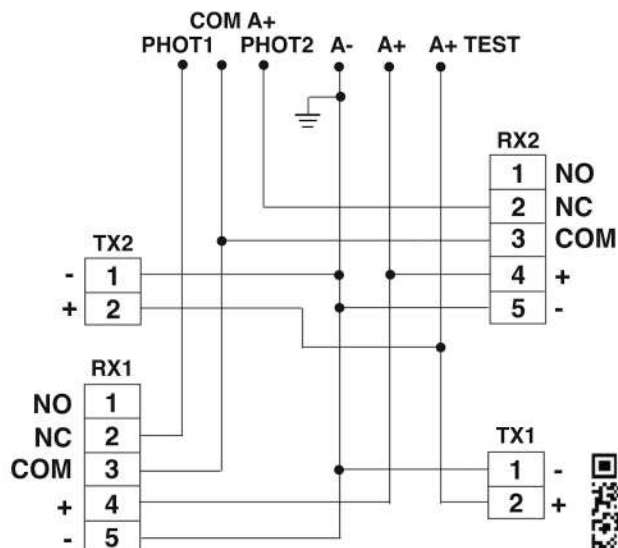 COM A+
PHOT1 PHOT2 A- A+ A+ TEST
RX2
1 NO
2 NC
3 COM
4 +
5 -
TX2
- 1
+ 2
RX1
NO 1
NC 2
COM 3
+ 4
- 5
TX1
1 -
2 +